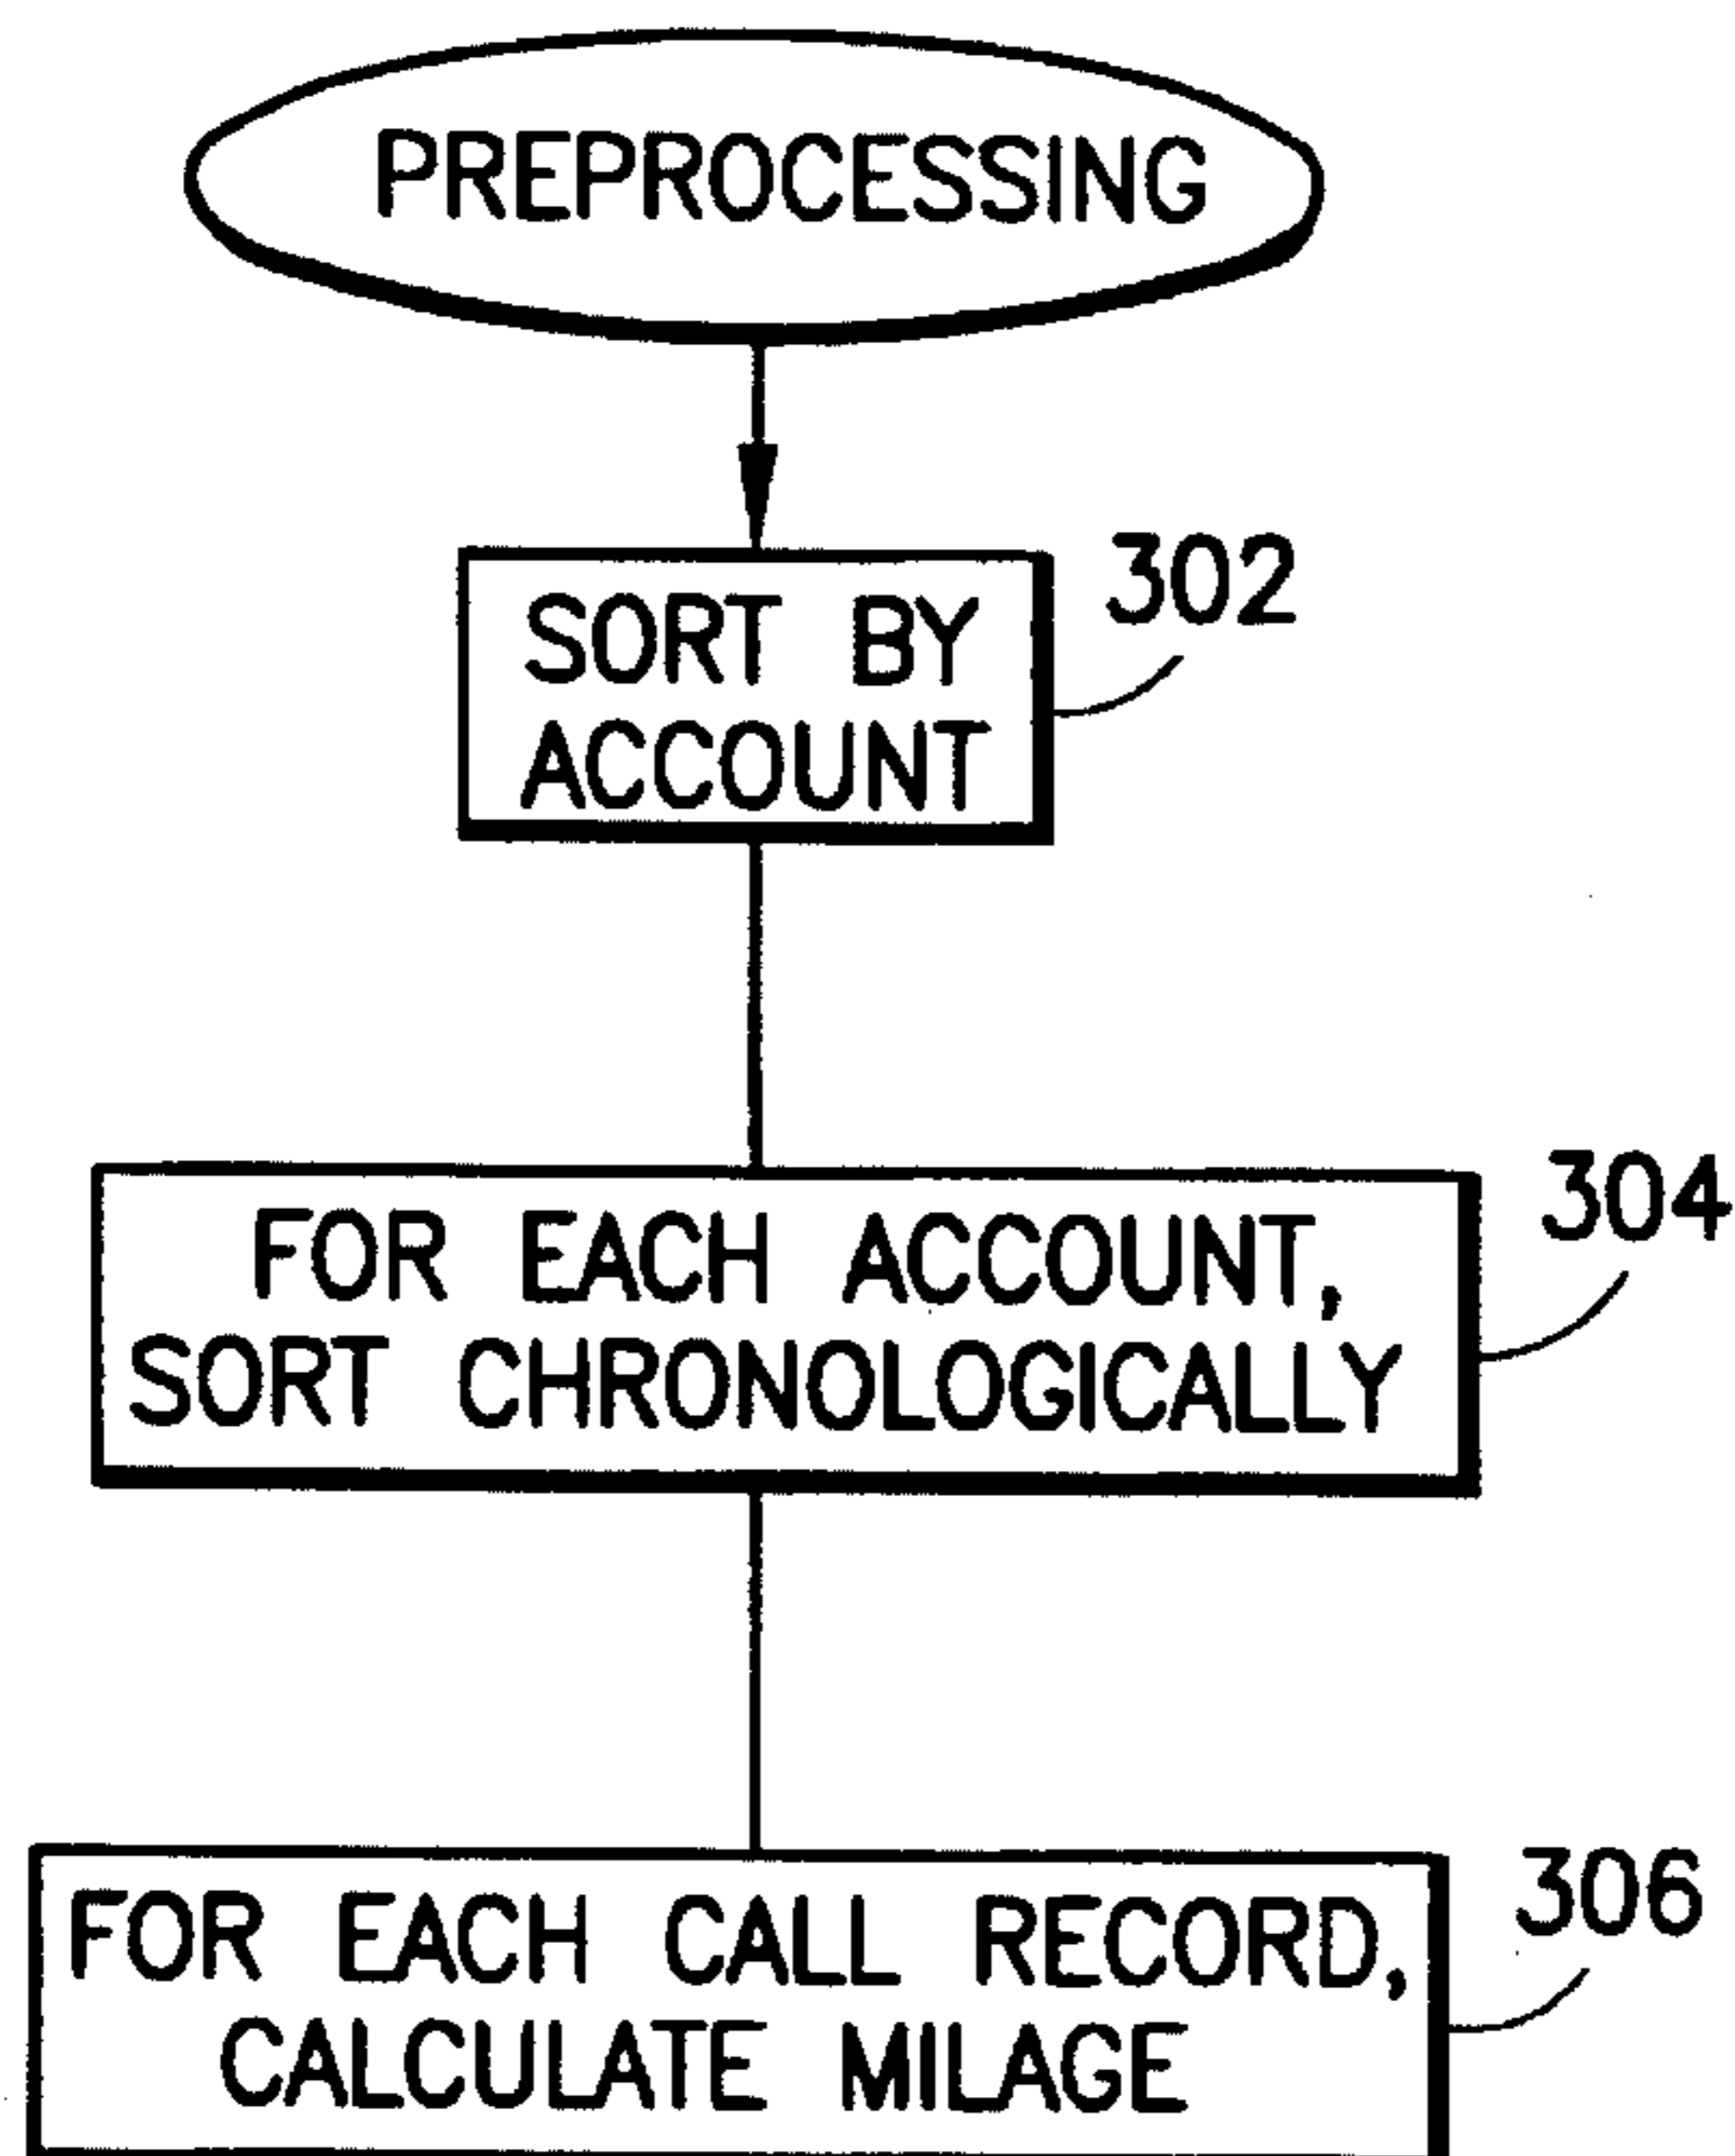 PREPROCESSING
302
SORT BY
ACCOUNT
304
FOR EACH ACCOUNT,
SORT CHRONOLOGICALLY
306
FOR EACH CALL RECORD,
CALCULATE MILAGE